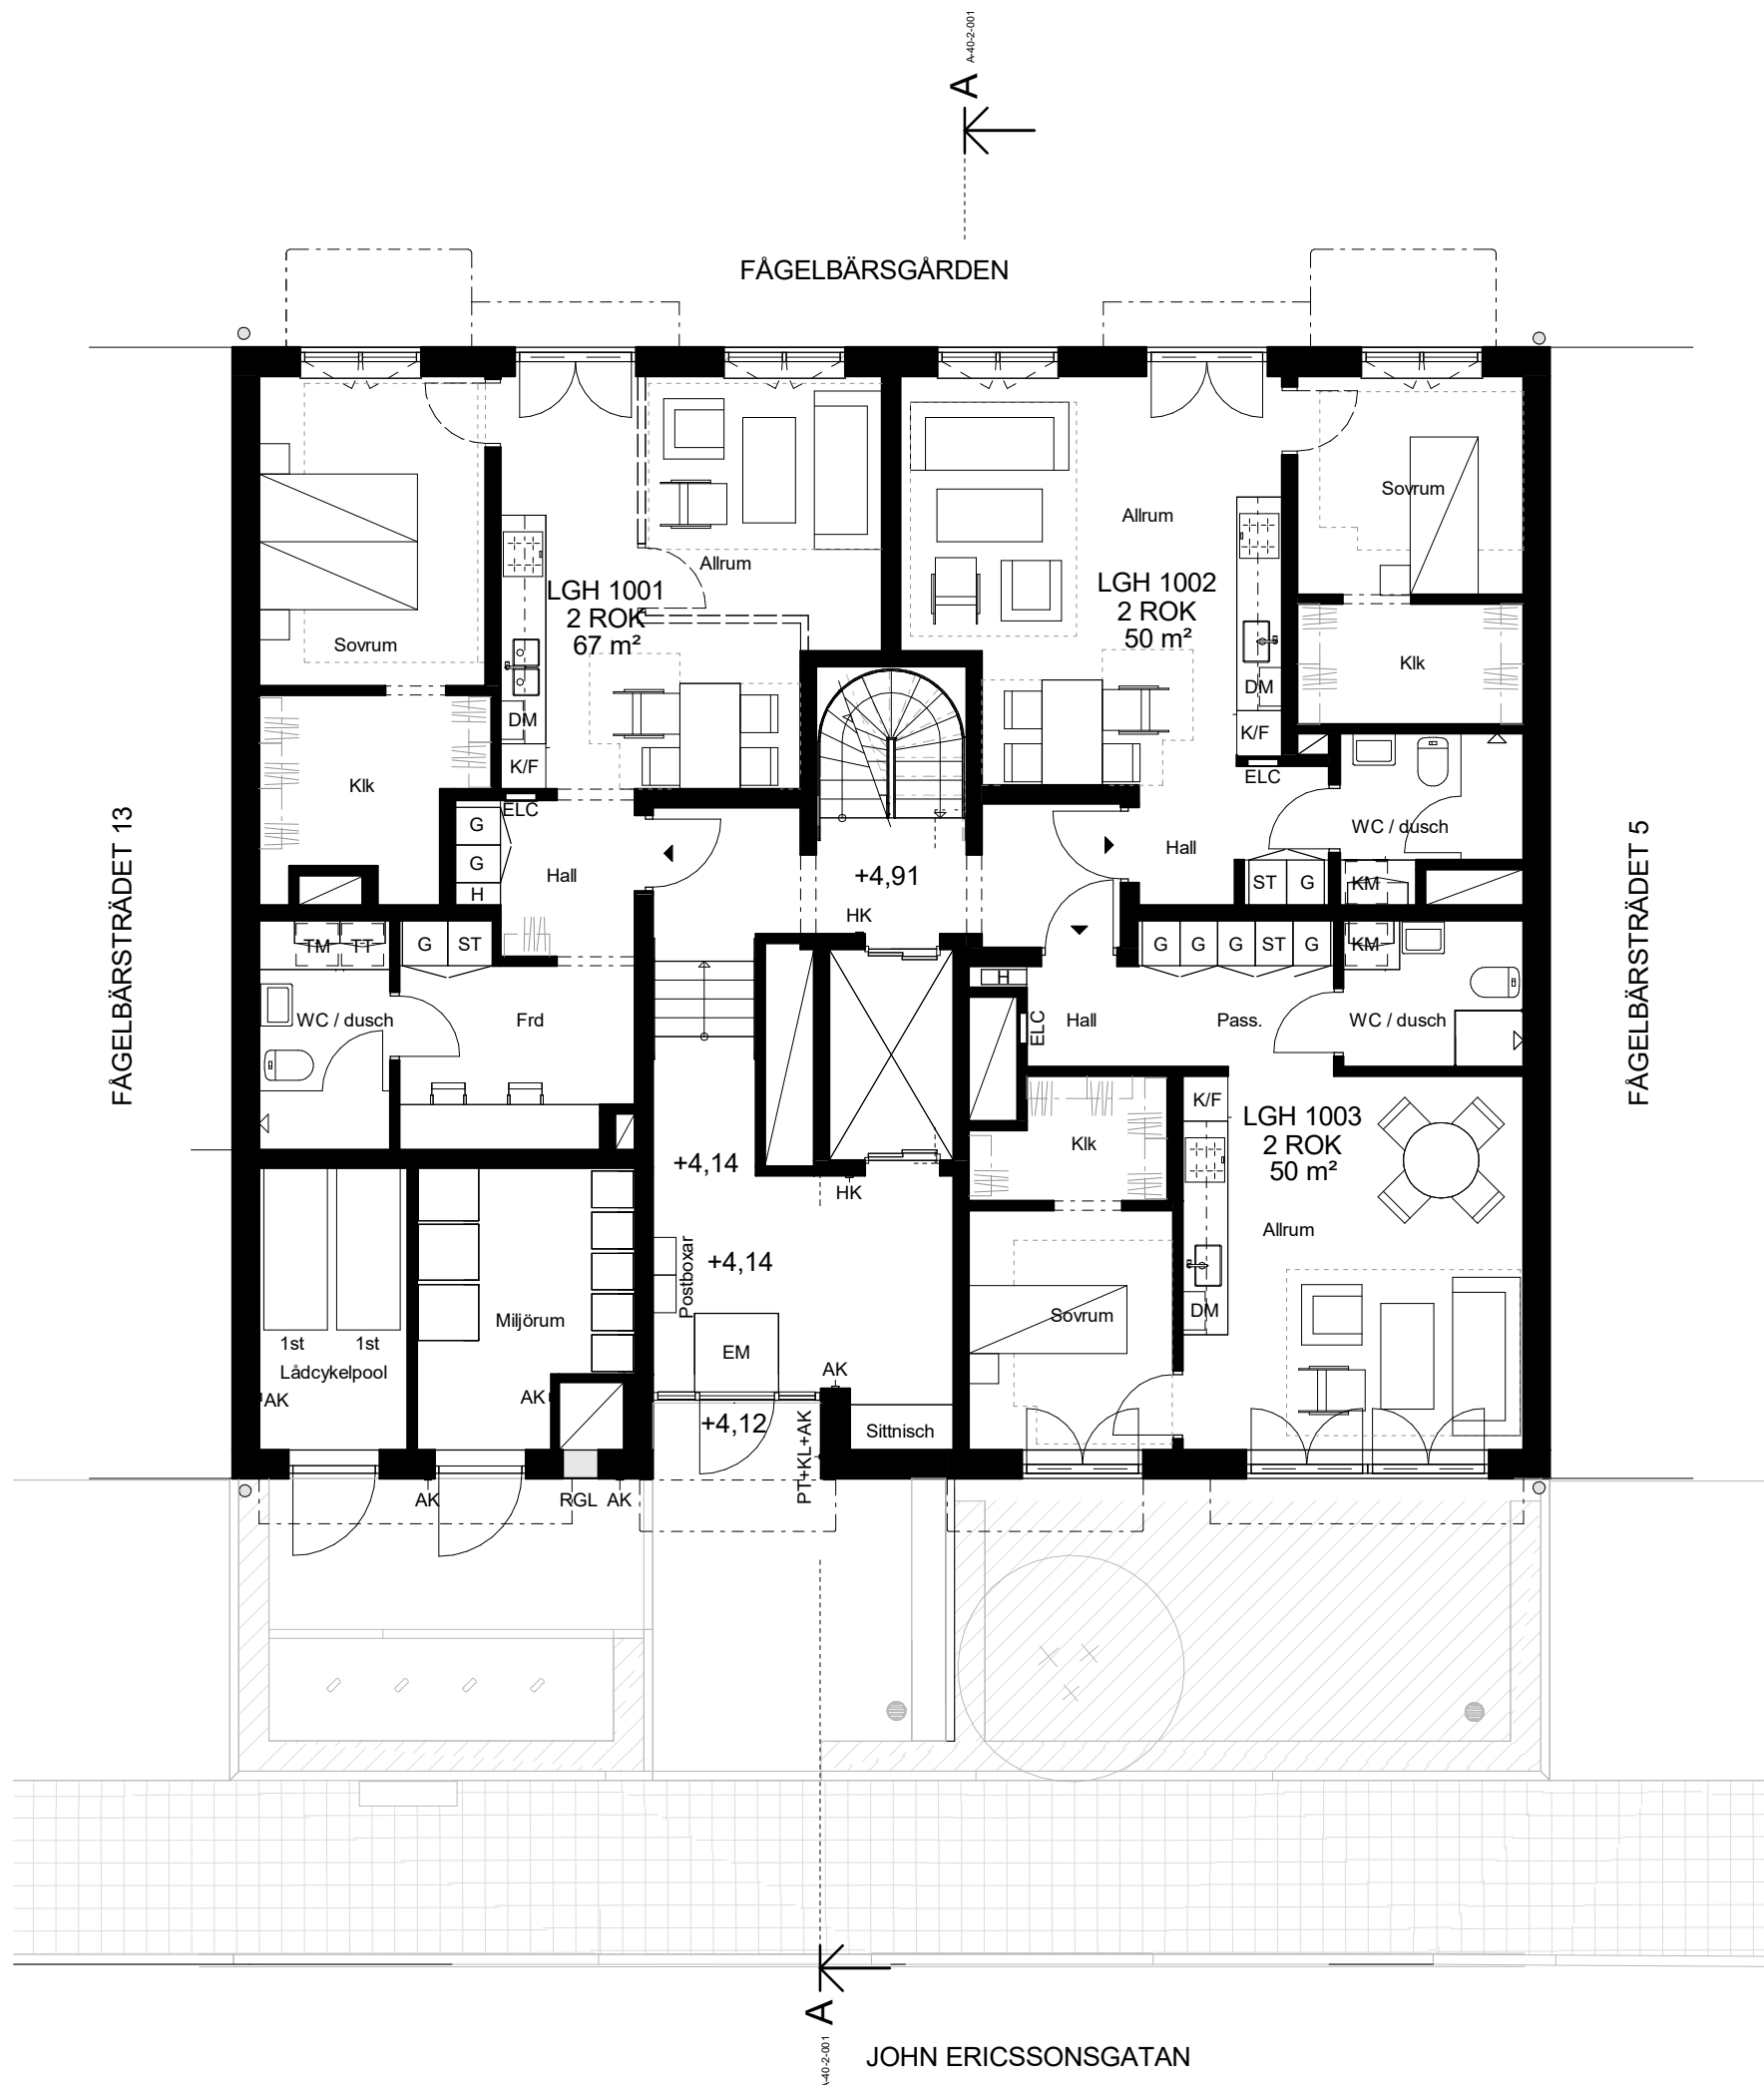 A-40-2-001
A
FÅGELBÄRSGÅRDEN
Sovrum
Allrum
Allrum
Sovrum
LGH 1001
2 ROK
67 m²
LGH 1002
2 ROK
50 m²
Klk
DM
K/F
ELC
Klk
DM
K/F
ELC
G
G
H
Hall
+4,91
HK
Hall
WC / dusch
ST
G
KM
FÅGELBÄRSTRÄDET 13
FÅGELBÄRSTRÄDET 5
TM
TT
G
ST
WC / dusch
Frd
G
G
G
ST
G
KM
H
ELC
Hall
Pass.
WC / dusch
K/F
LGH 1003
2 ROK
50 m²
Klk
+4,14
HK
Allrum
+4,14
Postboxar
EM
Miljörum
1st
1st
Lådcykelpool
AK
AK
AK
Sovrum
DM
+4,12
PT+KL+AK
Sittnisch
AK
RGL
AK
A
A-40-2-001
JOHN ERICSSONSGATAN